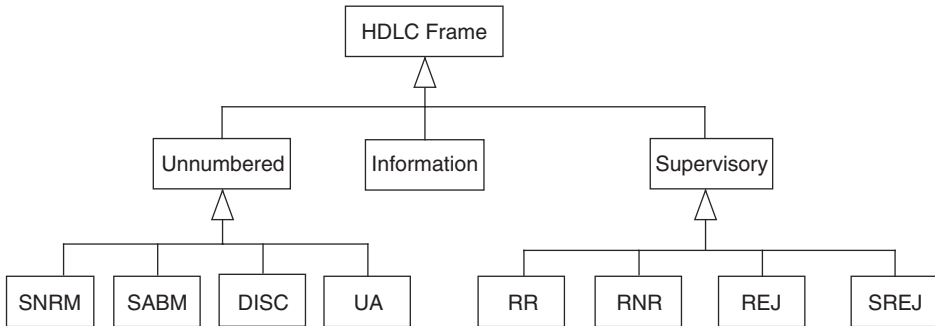 HDLC Frame
Unnumbered
Information
Supervisory
SNRM
SABM
DISC
UA
RR
RNR
REJ
SREJ